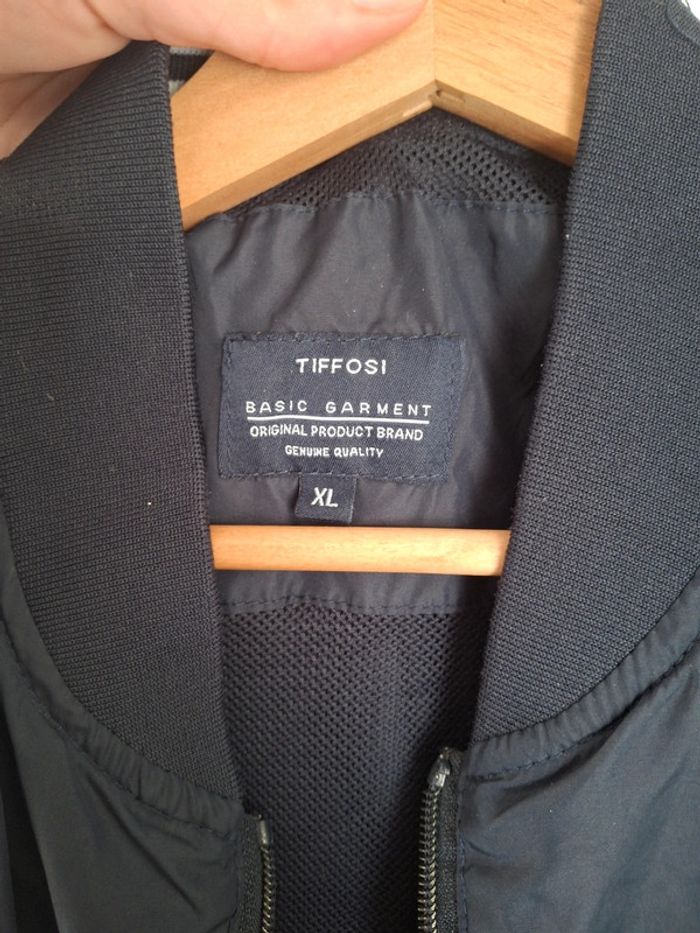 TIFFOSI
BASIC GARMENT
ORIGINAL PRODUCT BRAND
GENUINE QUALITY
XL